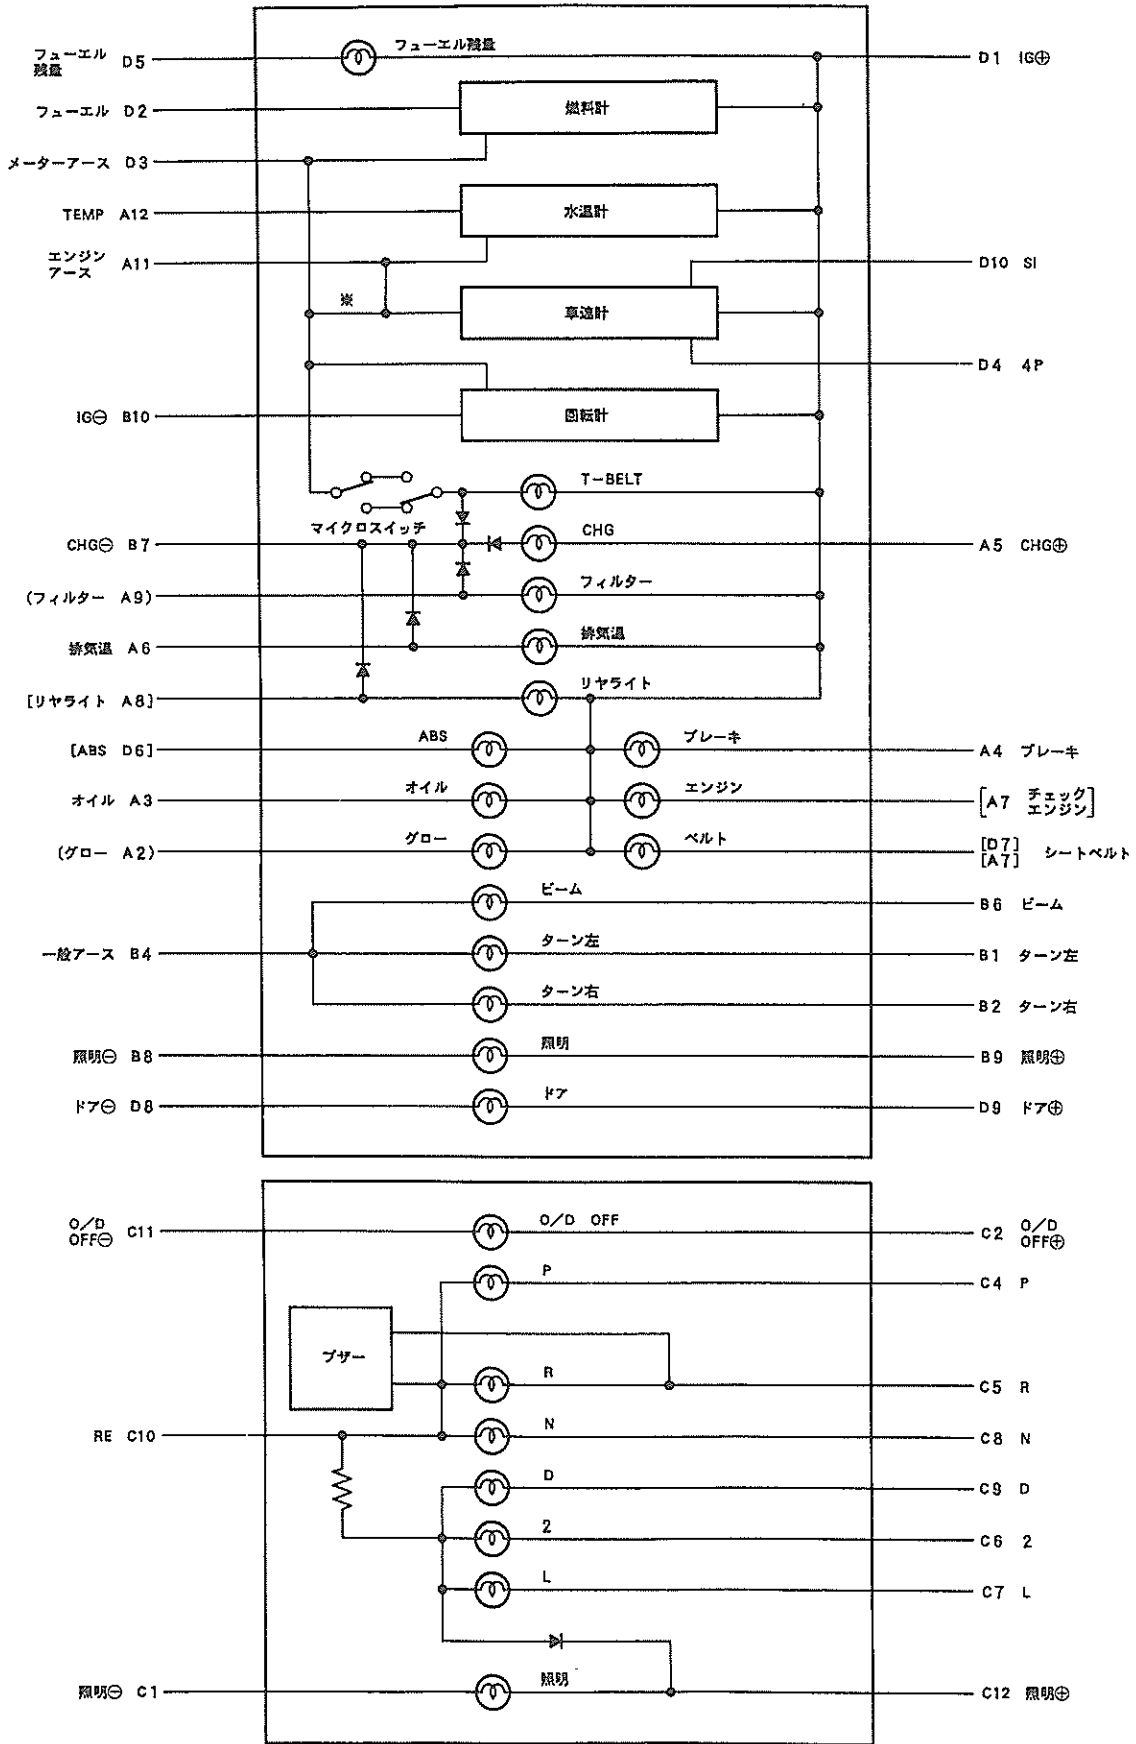 フューエル残量
フューエル
残量 D5
D1 IG⊕
フューエル D2
燃料計
メーターアース D3
TEMP A12
水温計
エンジン
アース A11
D10 SI
※
車速計
D4 4P
IG⊖ B10
回転計
T-BELT
マイクロスイッチ
CHG⊖ B7
CHG
A5 CHG⊕
(フィルター A9)
フィルター
排気温 A6
排気温
[リヤライト A8]
リヤライト
[ABS D6]
ABS
ブレーキ
A4 ブレーキ
オイル A3
オイル
エンジン
[A7 チェック
エンジン]
(グロー A2)
グロー
ベルト
[D7]
[A7] シートベルト
ビーム
B6 ビーム
一般アース B4
ターン左
B1 ターン左
ターン右
B2 ターン右
照明⊖ B8
照明
B9 照明⊕
ドア⊖ D8
ドア
D9 ドア⊕
O/D
OFF⊖ C11
O/D OFF
C2 O/D
OFF⊕
P
C4 P
ブザー
R
C5 R
RE C10
N
C8 N
D
C9 D
2
C6 2
L
C7 L
照明⊖ C1
照明
C12 照明⊕